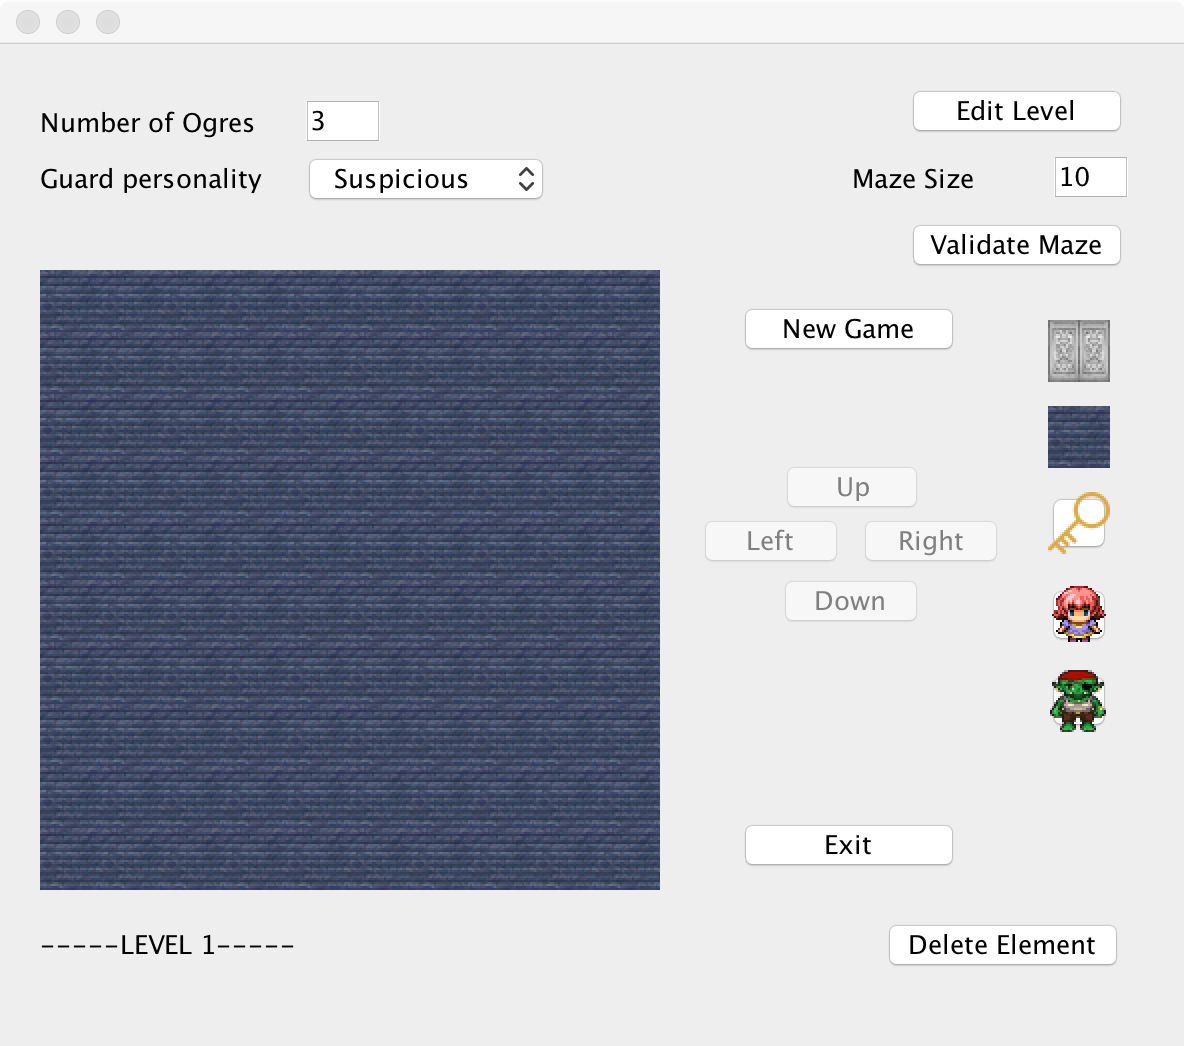 Number of Ogres 3
Edit Level
Guard personality Suspicious
Maze Size 10
Validate Maze
New Game
Up
Left Right
Down
Exit
-----LEVEL 1-----
Delete Element